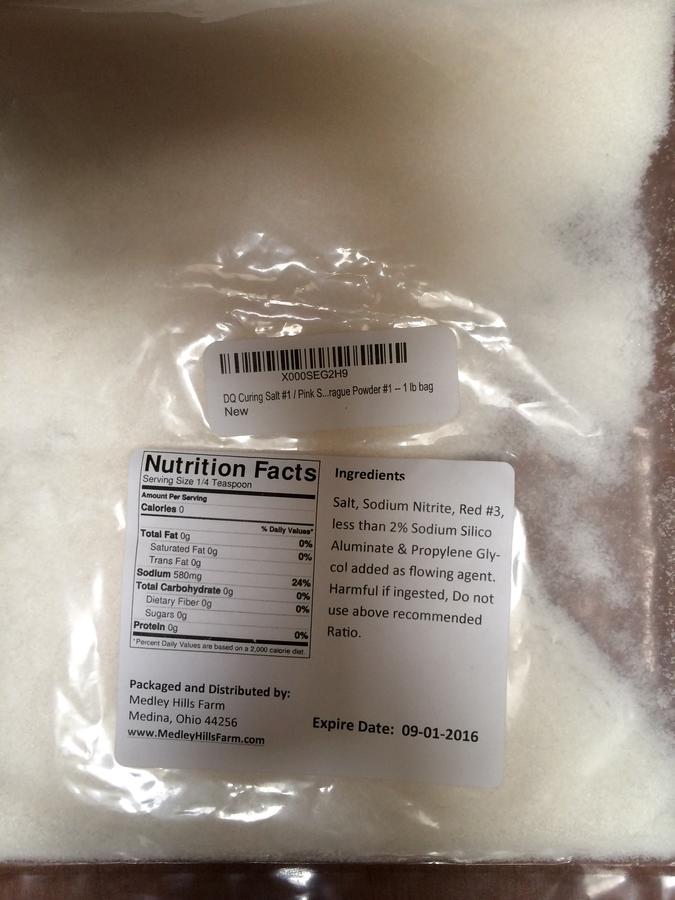 X000SEG2H9
DQ Curing Salt #1 / Pink S...rague Powder #1 -- 1 lb bag
New
Nutrition Facts
Serving Size 1/4 Teaspoon
Amount Per Serving
Calories 0
% Daily Values*
Total Fat 0g 0%
Saturated Fat 0g 0%
Trans Fat 0g
Sodium 580mg 24%
Total Carbohydrate 0g 0%
Dietary Fiber 0g 0%
Sugars 0g
Protein 0g 0%
*Percent Daily Values are based on a 2,000 calorie diet.
Ingredients
Salt, Sodium Nitrite, Red #3,
less than 2% Sodium Silico
Aluminate & Propylene Gly-
col added as flowing agent.
Harmful if ingested, Do not
use above recommended
Ratio.
Packaged and Distributed by:
Medley Hills Farm
Medina, Ohio 44256
www.MedleyHillsFarm.com
Expire Date: 09-01-2016